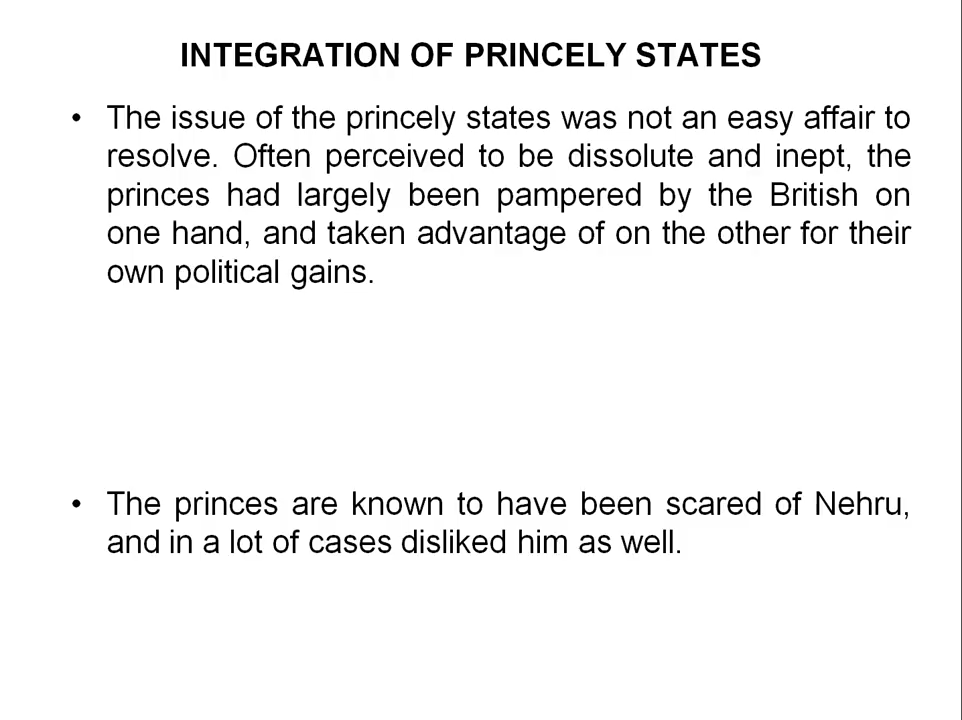 INTEGRATION OF PRINCELY STATES
• The issue of the princely states was not an easy affair to
resolve. Often perceived to be dissolute and inept, the
princes had largely been pampered by the British on
one hand, and taken advantage of on the other for their
own political gains.
• The princes are known to have been scared of Nehru,
and in a lot of cases disliked him as well.